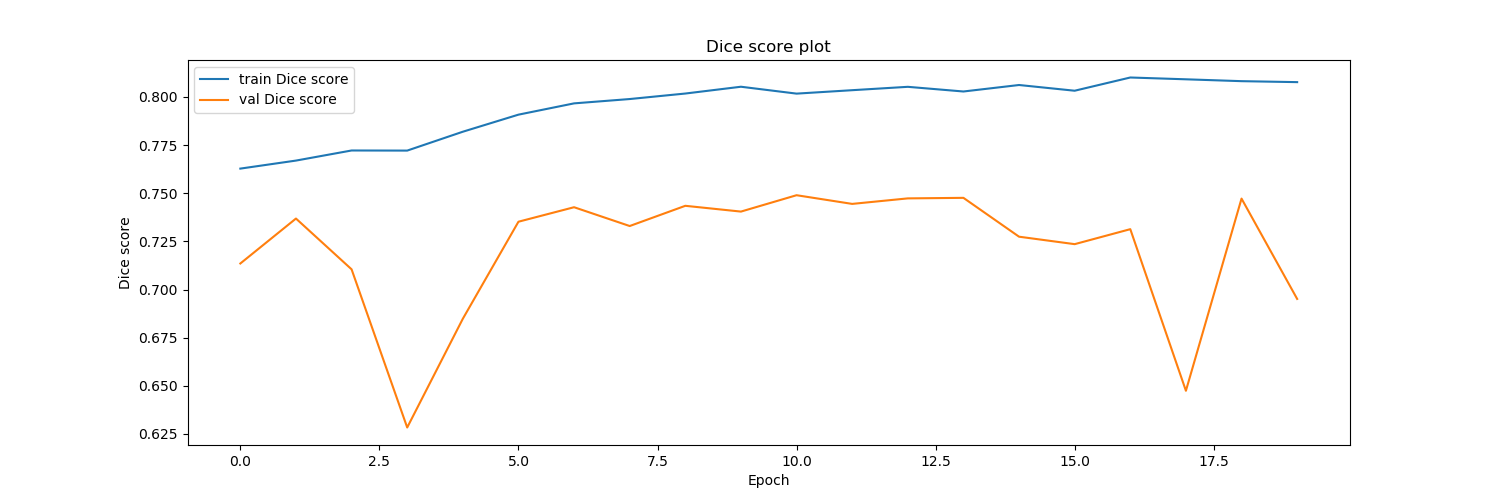 Dice score plot
train Dice score
val Dice score
0.800
0.775
0.750
0.725
0.700
0.675
0.650
0.625
Dice score
0.0 2.5 5.0 7.5 10.0 12.5 15.0 17.5
Epoch